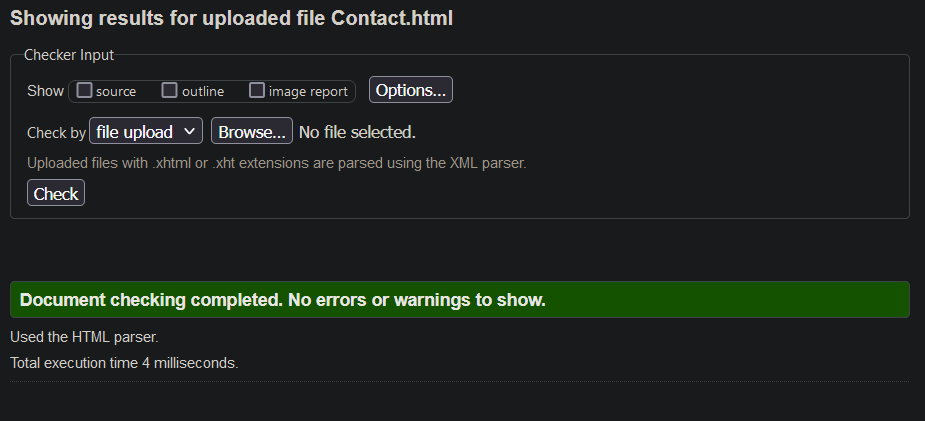 Showing results for uploaded file Contact.html
Checker Input
Show source outline image report Options...
Check by file upload Browse... No file selected.
Uploaded files with .xhtml or .xht extensions are parsed using the XML parser.
Check
Document checking completed. No errors or warnings to show.
Used the HTML parser.
Total execution time 4 milliseconds.